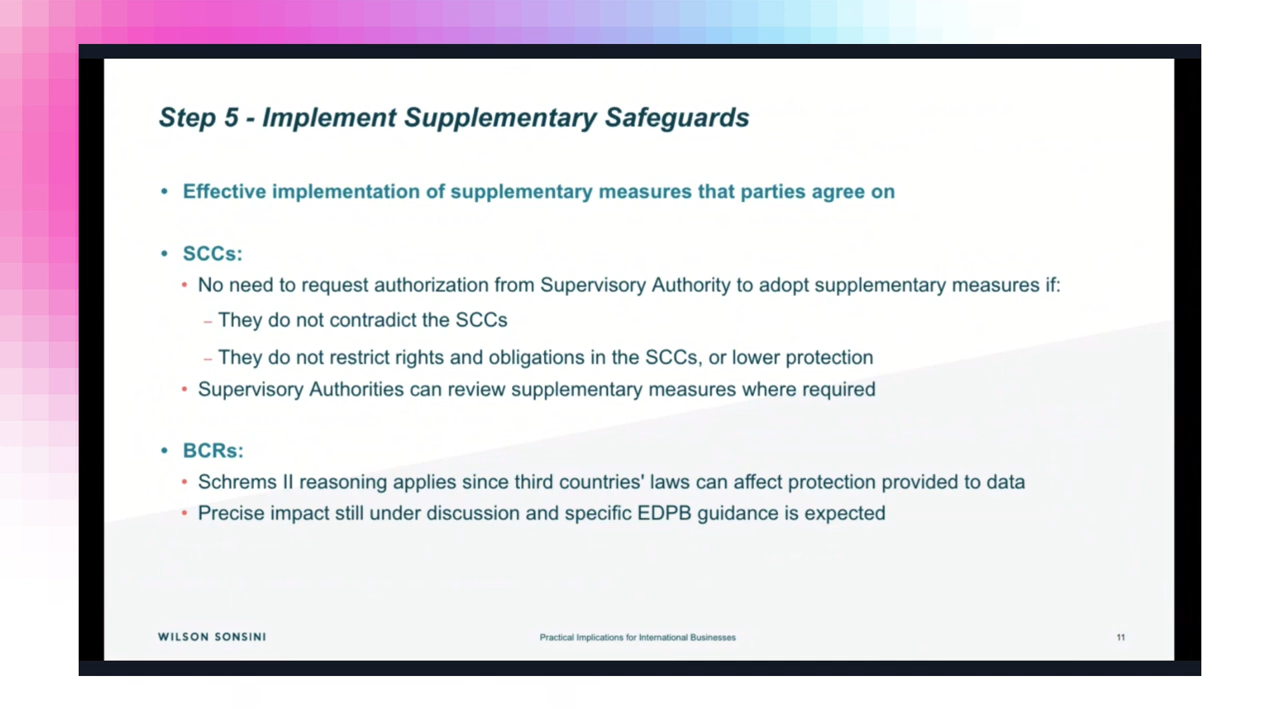 Step 5 - Implement Supplementary Safeguards
• Effective implementation of supplementary measures that parties agree on
• SCCs:
• No need to request authorization from Supervisory Authority to adopt supplementary measures if:
– They do not contradict the SCCs
– They do not restrict rights and obligations in the SCCs, or lower protection
• Supervisory Authorities can review supplementary measures where required
• BCRs:
• Schrems II reasoning applies since third countries' laws can affect protection provided to data
• Precise impact still under discussion and specific EDPB guidance is expected
WILSON SONSINI
Practical Implications for International Businesses
11